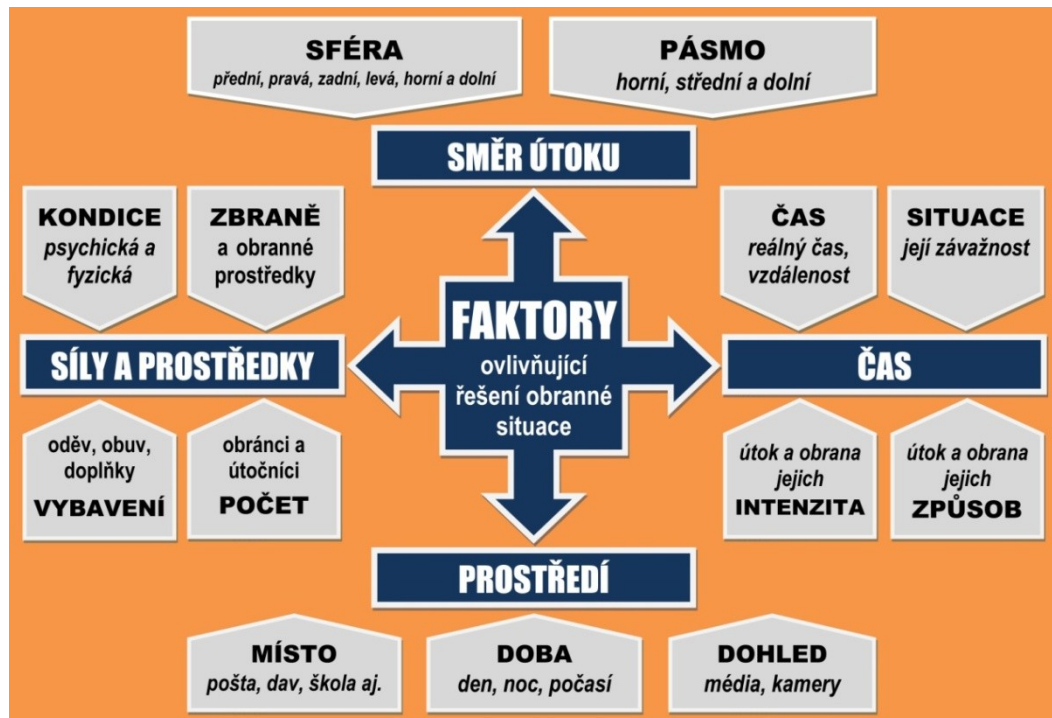 SFÉRA
přední, pravá, zadní, levá, horní a dolní
PÁSMO
horní, střední a dolní
SMĚR ÚTOKU
KONDICE
psychická a
fyzická
ZBRANĚ
a obranné
prostředky
ČAS
reálný čas,
vzdálenost
SITUACE
její závažnost
FAKTORY
ovlivňující
řešení obranné
situace
SÍLY A PROSTŘEDKY
ČAS
oděv, obuv,
doplňky
VYBAVENÍ
obránci a
útočníci
POČET
útok a obrana
jejich
INTENZITA
útok a obrana
jejich
ZPŮSOB
PROSTŘEDÍ
MÍSTO
pošta, dav, škola aj.
DOBA
den, noc, počasí
DOHLED
média, kamery